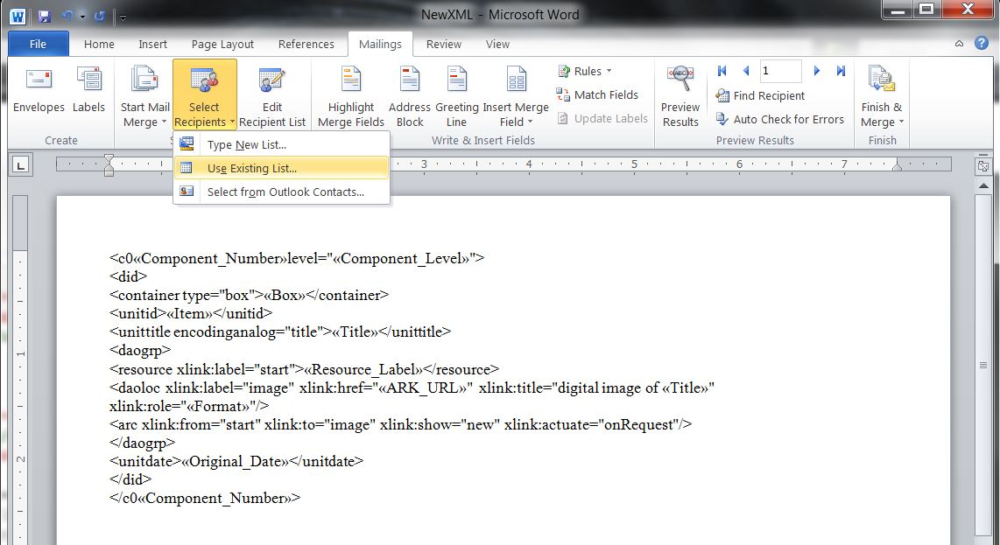 NewXML - Microsoft Word
File Home Insert Page Layout References Mailings Review View
Envelopes Labels Start Mail Merge Select Recipients Edit Recipient List Highlight Merge Fields Address Block Greeting Line Insert Merge Field Rules Match Fields Update Labels Preview Results 1 Find Recipient Auto Check for Errors Finish & Merge
Create S Write & Insert Fields Preview Results Finish
Type New List...
Use Existing List...
Select from Outlook Contacts...
3 4 5 6 7
<c0«Component_Number»level="«Component_Level»">
<did>
<container type="box">«Box»</container>
<unitid>«Item»</unitid>
<unittitle encodinganalog="title">«Title»</unittitle>
<daogrp>
<resource xlink:label="start">«Resource_Label»</resource>
<daoloc xlink:label="image" xlink:href="«ARK_URL»" xlink:title="digital image of «Title»"
xlink:role="«Format»"/>
<arc xlink:from="start" xlink:to="image" xlink:show="new" xlink:actuate="onRequest"/>
</daogrp>
<unitdate>«Original_Date»</unitdate>
</did>
</c0«Component_Number»>
1
2